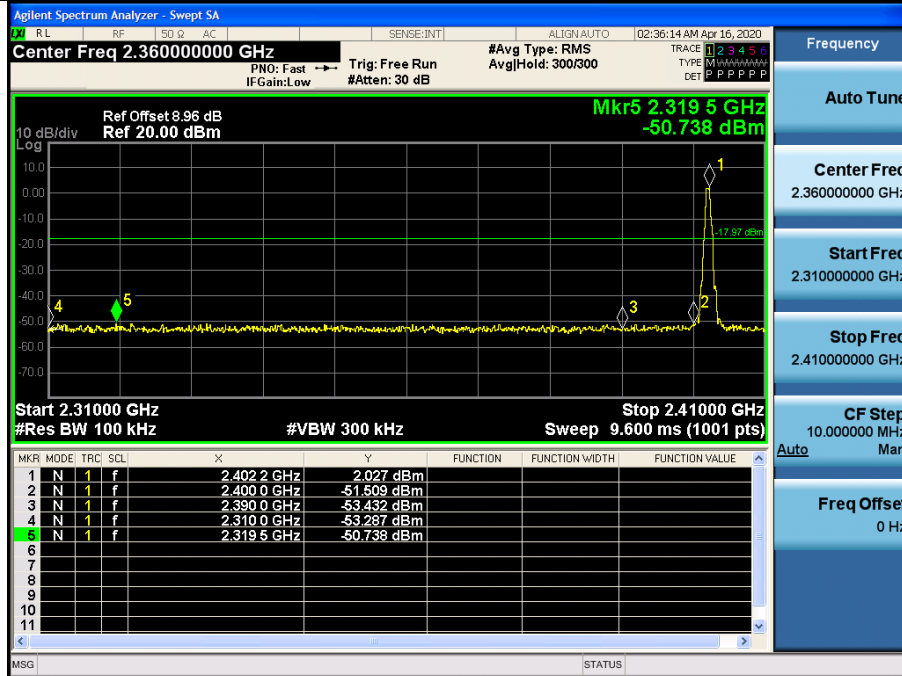 Agilent Spectrum Analyzer - Swept SA
LXI RL RF 50 Ω AC SENSE:INT ALIGN AUTO 02:36:14 AM Apr 16, 2020
Center Freq 2.360000000 GHz
PNO: Fast
IFGain:Low
Trig: Free Run
#Atten: 30 dB
#Avg Type: RMS
Avg|Hold: 300/300
TRACE 1 2 3 4 5 6
TYPE M WWWWW
DET P P P P P P
Frequency
Auto Tune
Center Freq
2.360000000 GHz
Start Freq
2.310000000 GHz
Stop Freq
2.410000000 GHz
CF Step
10.000000 MHz
Auto Man
Freq Offset
0 Hz
Mkr5 2.319 5 GHz
-50.738 dBm
Ref Offset 8.96 dB
10 dB/div Ref 20.00 dBm
Log
10.0
0.00
-10.0
-20.0
-30.0
-40.0
-50.0
-60.0
-70.0
1
-17.97 dBm
4
5
3
2
Start 2.31000 GHz Stop 2.41000 GHz
#Res BW 100 kHz #VBW 300 kHz Sweep 9.600 ms (1001 pts)
MKR MODE TRC SCL X Y FUNCTION FUNCTION WIDTH FUNCTION VALUE
1 N 1 f 2.402 2 GHz 2.027 dBm
2 N 1 f 2.400 0 GHz -51.509 dBm
3 N 1 f 2.390 0 GHz -53.432 dBm
4 N 1 f 2.310 0 GHz -53.287 dBm
5 N 1 f 2.319 5 GHz -50.738 dBm
6
7
8
9
10
11
MSG STATUS